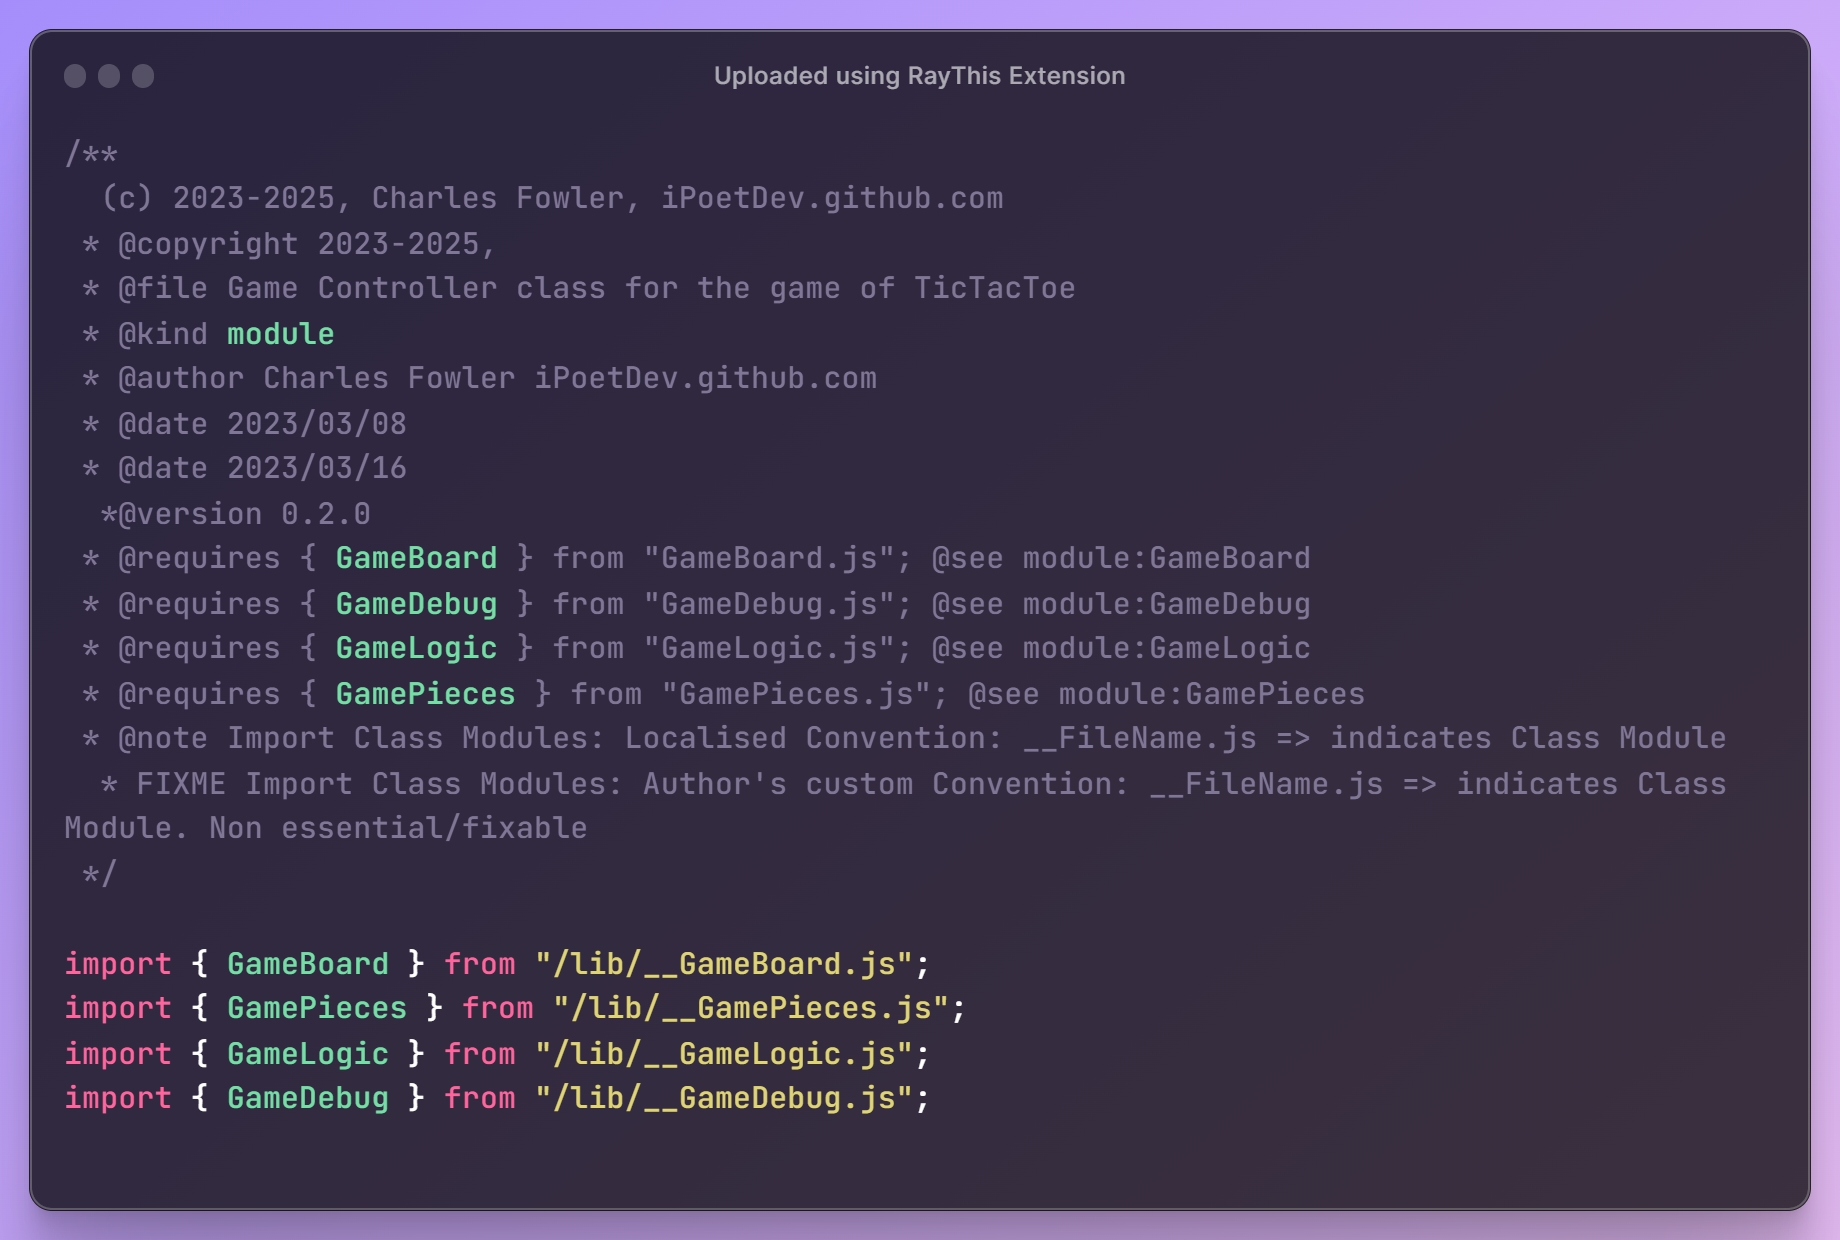 Uploaded using RayThis Extension
/**
  (c) 2023-2025, Charles Fowler, iPoetDev.github.com
 * @copyright 2023-2025,
 * @file Game Controller class for the game of TicTacToe
 * @kind module
 * @author Charles Fowler iPoetDev.github.com
 * @date 2023/03/08
 * @date 2023/03/16
  *@version 0.2.0
 * @requires { GameBoard } from "GameBoard.js"; @see module:GameBoard
 * @requires { GameDebug } from "GameDebug.js"; @see module:GameDebug
 * @requires { GameLogic } from "GameLogic.js"; @see module:GameLogic
 * @requires { GamePieces } from "GamePieces.js"; @see module:GamePieces
 * @note Import Class Modules: Localised Convention: __FileName.js => indicates Class Module
  * FIXME Import Class Modules: Author's custom Convention: __FileName.js => indicates Class
Module. Non essential/fixable
 */
import { GameBoard } from "/lib/__GameBoard.js";
import { GamePieces } from "/lib/__GamePieces.js";
import { GameLogic } from "/lib/__GameLogic.js";
import { GameDebug } from "/lib/__GameDebug.js";